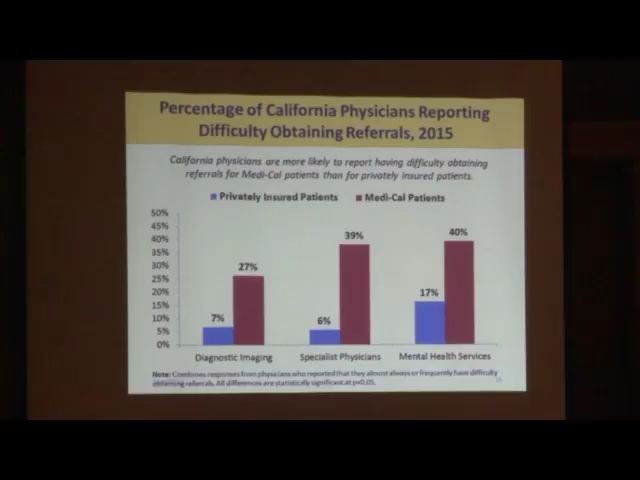 Percentage of California Physicians Reporting
Difficulty Obtaining Referrals, 2015
California physicians are more likely to report having difficulty obtaining
referrals for Medi-Cal patients than for privately insured patients.
Privately Insured Patients Medi-Cal Patients
50%
45%
40%
35%
30%
25%
20%
15%
10%
5%
0%
7%
27%
6%
39%
17%
40%
Diagnostic Imaging Specialist Physicians Mental Health Services
Note: Combines responses from physicians who reported that they almost always or frequently have difficulty
obtaining referrals. All differences are statistically significant at p<0.05.